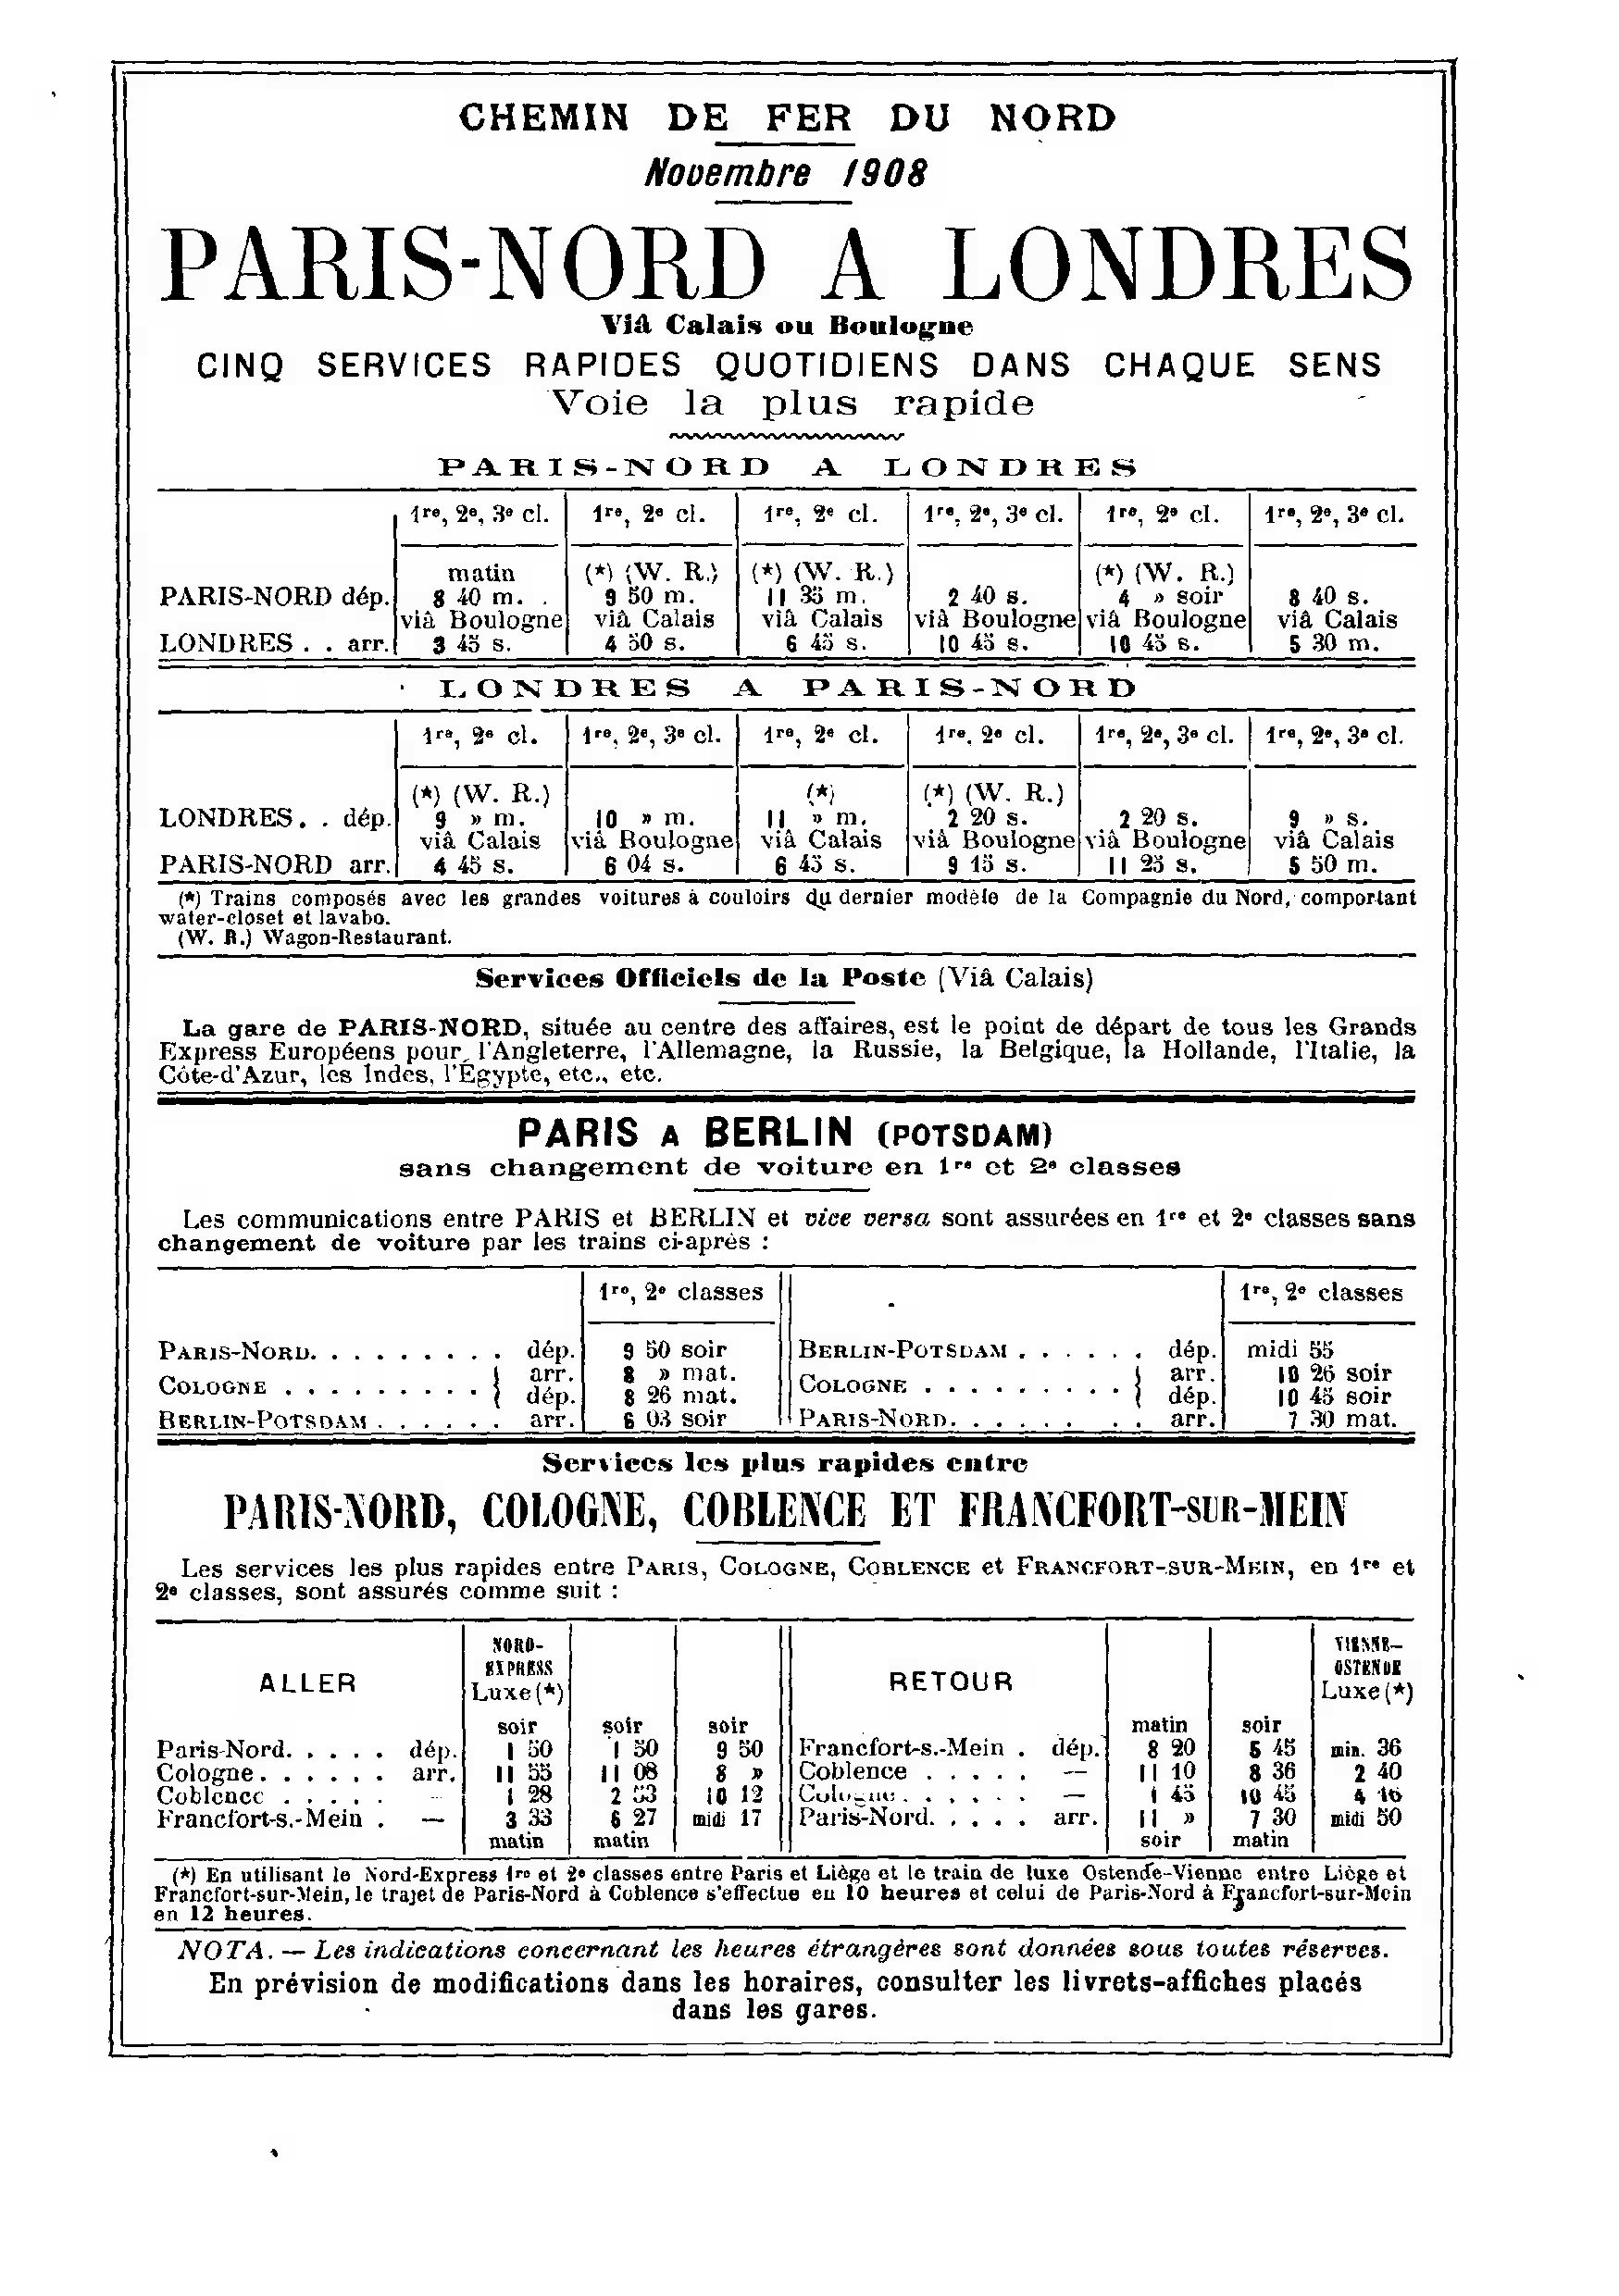 CHEMIN DE FER DU NORD
Novembre 1908
PARIS-NORD A LONDRES
Viâ Calais ou Boulogne
CINQ SERVICES RAPIDES QUOTIDIENS DANS CHAQUE SENS
Voie la plus rapide
PARIS-NORD A LONDRES
1re, 2e, 3e cl. 1re, 2e cl. 1re, 2e cl. 1re, 2e, 3e cl. 1re, 2e cl. 1re, 2e, 3e cl.
matin (*) (W. R.) (*) (W. R.) (*) (W. R.)
PARIS-NORD dép. 8 40 m. 9 50 m. 11 35 m. 2 40 s. 4 » soir 8 40 s.
viâ Boulogne viâ Calais viâ Calais viâ Boulogne viâ Boulogne viâ Calais
LONDRES . . arr. 3 45 s. 4 50 s. 6 45 s. 10 45 s. 10 45 s. 5 30 m.
LONDRES A PARIS-NORD
1re, 2e cl. 1re, 2e, 3e cl. 1re, 2e cl. 1re, 2e cl. 1re, 2e, 3e cl. 1re, 2e, 3e cl.
(*) (W. R.) (*) (*) (W. R.)
LONDRES. . dép. 9 » m. 10 » m. 11 » m. 2 20 s. 2 20 s. 9 » s.
viâ Calais viâ Boulogne viâ Calais viâ Boulogne viâ Boulogne viâ Calais
PARIS-NORD arr. 4 45 s. 6 04 s. 6 45 s. 9 15 s. 11 25 s. 5 50 m.
(*) Trains composés avec les grandes voitures à couloirs du dernier modèle de la Compagnie du Nord, comportant
water-closet et lavabo.
(W. R.) Wagon-Restaurant.
Services Officiels de la Poste (Viâ Calais)
La gare de PARIS-NORD, située au centre des affaires, est le point de départ de tous les Grands
Express Européens pour l'Angleterre, l'Allemagne, la Russie, la Belgique, la Hollande, l'Italie, la
Côte-d'Azur, les Indes, l'Égypte, etc., etc.
PARIS A BERLIN (POTSDAM)
sans changement de voiture en 1re et 2e classes
Les communications entre PARIS et BERLIN et vice versa sont assurées en 1re et 2e classes sans
changement de voiture par les trains ci-après :
1re, 2e classes 1re, 2e classes
PARIS-NORD. . . . . . . . . dép. 9 50 soir BERLIN-POTSDAM . . . . . . dép. midi 55
COLOGNE . . . . . . . . . { arr. 8 » mat. COLOGNE . . . . . . . . . { arr. 10 26 soir
dép. 8 26 mat. dép. 10 45 soir
BERLIN-POTSDAM . . . . . . arr. 6 03 soir PARIS-NORD. . . . . . . . arr. 7 30 mat.
Services les plus rapides entre
PARIS-NORD, COLOGNE, COBLENCE ET FRANCFORT-SUR-MEIN
Les services les plus rapides entre PARIS, COLOGNE, COBLENCE et FRANCFORT-SUR-MEIN, en 1re et
2e classes, sont assurés comme suit :
NORD- VIENNE-
EXPRESS OSTENDE
ALLER Luxe (*) RETOUR Luxe (*)
soir soir soir matin soir
Paris-Nord. . . . . dép. 1 50 1 50 9 50 Francfort-s.-Mein . dép. 8 20 5 45 min. 36
Cologne. . . . . . arr. 11 55 11 08 8 » Coblence . . . . . — 11 10 8 36 2 40
Coblence . . . . . — 1 28 2 53 10 12 Cologne. . . . . . — 1 45 10 45 4 16
Francfort-s.-Mein . — 3 33 6 27 midi 17 Paris-Nord. . . . . arr. 11 » 7 30 midi 50
matin matin soir matin
(*) En utilisant le Nord-Express 1re et 2e classes entre Paris et Liège et le train de luxe Ostende-Vienne entre Liège et
Francfort-sur-Mein, le trajet de Paris-Nord à Coblence s'effectue en 10 heures et celui de Paris-Nord à Francfort-sur-Mein
en 12 heures.
NOTA. — Les indications concernant les heures étrangères sont données sous toutes réserves.
En prévision de modifications dans les horaires, consulter les livrets-affiches placés
dans les gares.